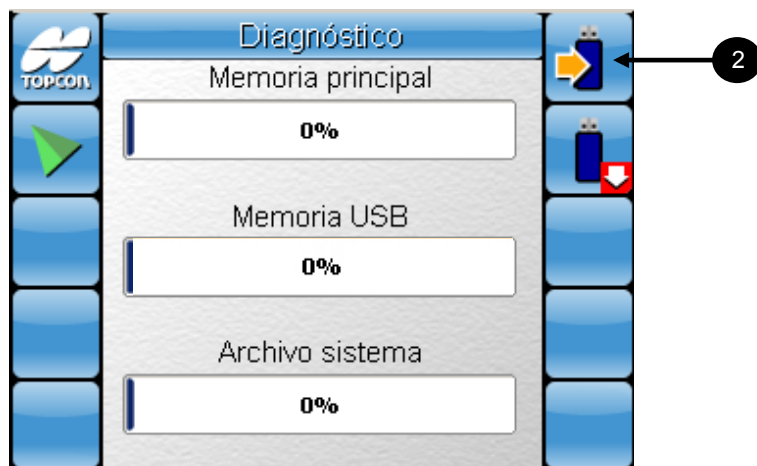 TOPCON
Diagnóstico
2
Memoria principal
0%
Memoria USB
0%
Archivo sistema
0%